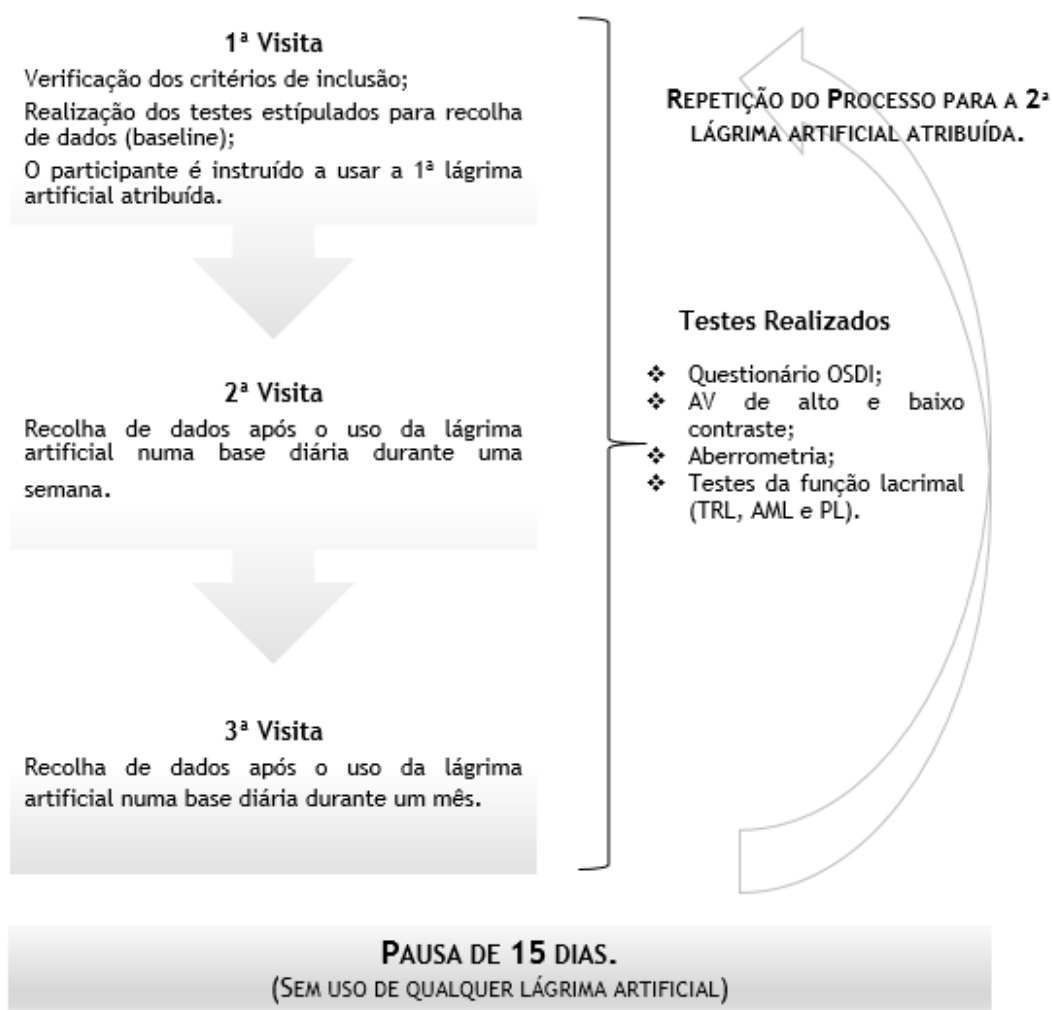 1ª Visita
Verificação dos critérios de inclusão;
Realização dos testes estípulados para recolha
de dados (baseline);
O participante é instruído a usar a 1ª lágrima
artificial atribuída.
2ª Visita
Recolha de dados após o uso da lágrima
artificial numa base diária durante uma
semana.
3ª Visita
Recolha de dados após o uso da lágrima
artificial numa base diária durante um mês.
REPETIÇÃO DO PROCESSO PARA A 2ª
LÁGRIMA ARTIFICIAL ATRIBUÍDA.
Testes Realizados
❖ Questionário OSDI;
❖ AV de alto e baixo
contraste;
❖ Aberrometria;
❖ Testes da função lacrimal
(TRL, AML e PL).
PAUSA DE 15 DIAS.
(SEM USO DE QUALQUER LÁGRIMA ARTIFICIAL)